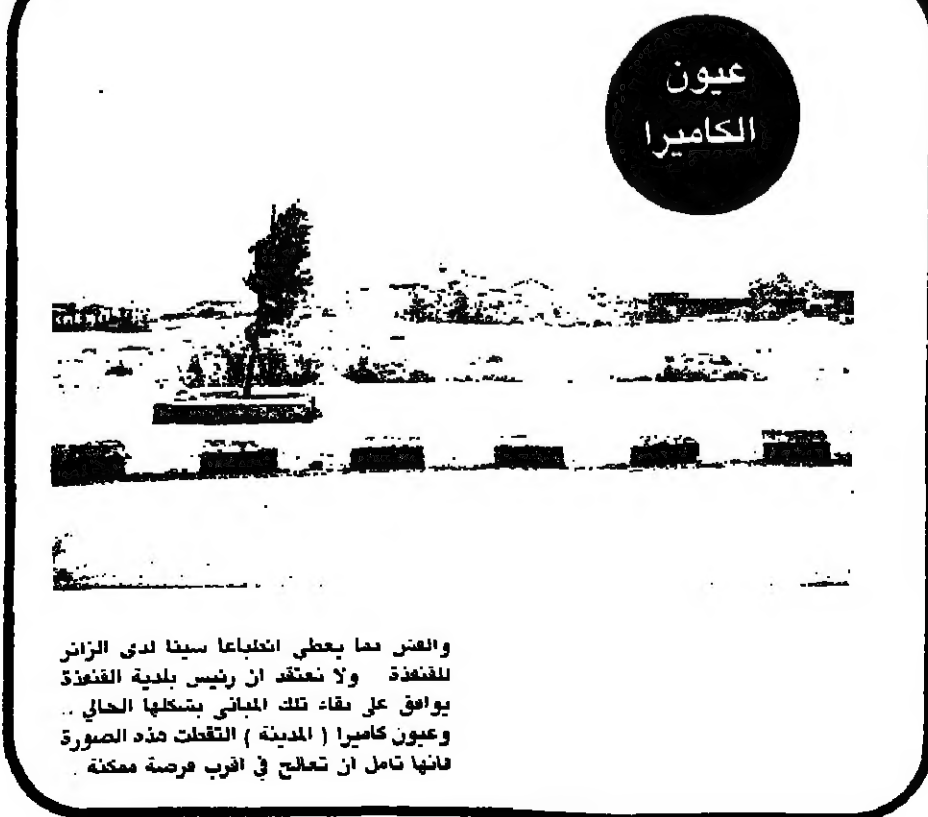 عيون
الكاميرا
والعشش مما يعطي انطباعا سيئا لدى الزائر
للقنفذة ولا نعتقد ان رئيس بلدية القنفذة
يوافق على بقاء تلك المباني بشكلها الحالي ..
وعيون كاميرا ( المدينة ) التقطت هذه الصورة
فانها تامل ان تعالج في اقرب فرصة ممكنة .